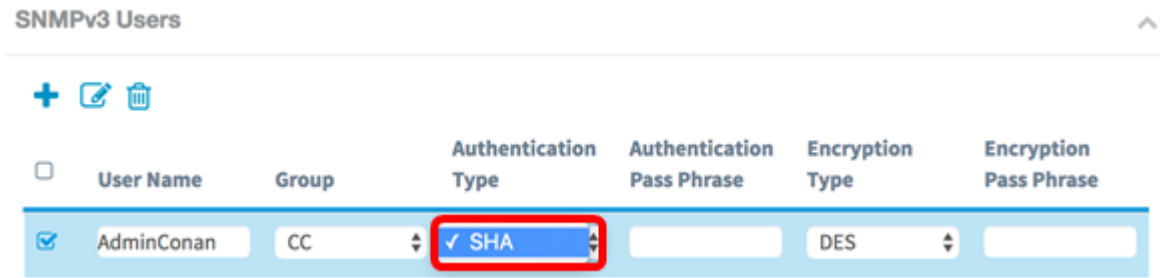 SNMPv3 Users
Authentication Authentication Encryption Encryption
User Name Group Type Pass Phrase Type Pass Phrase
AdminConan CC ✓ SHA DES